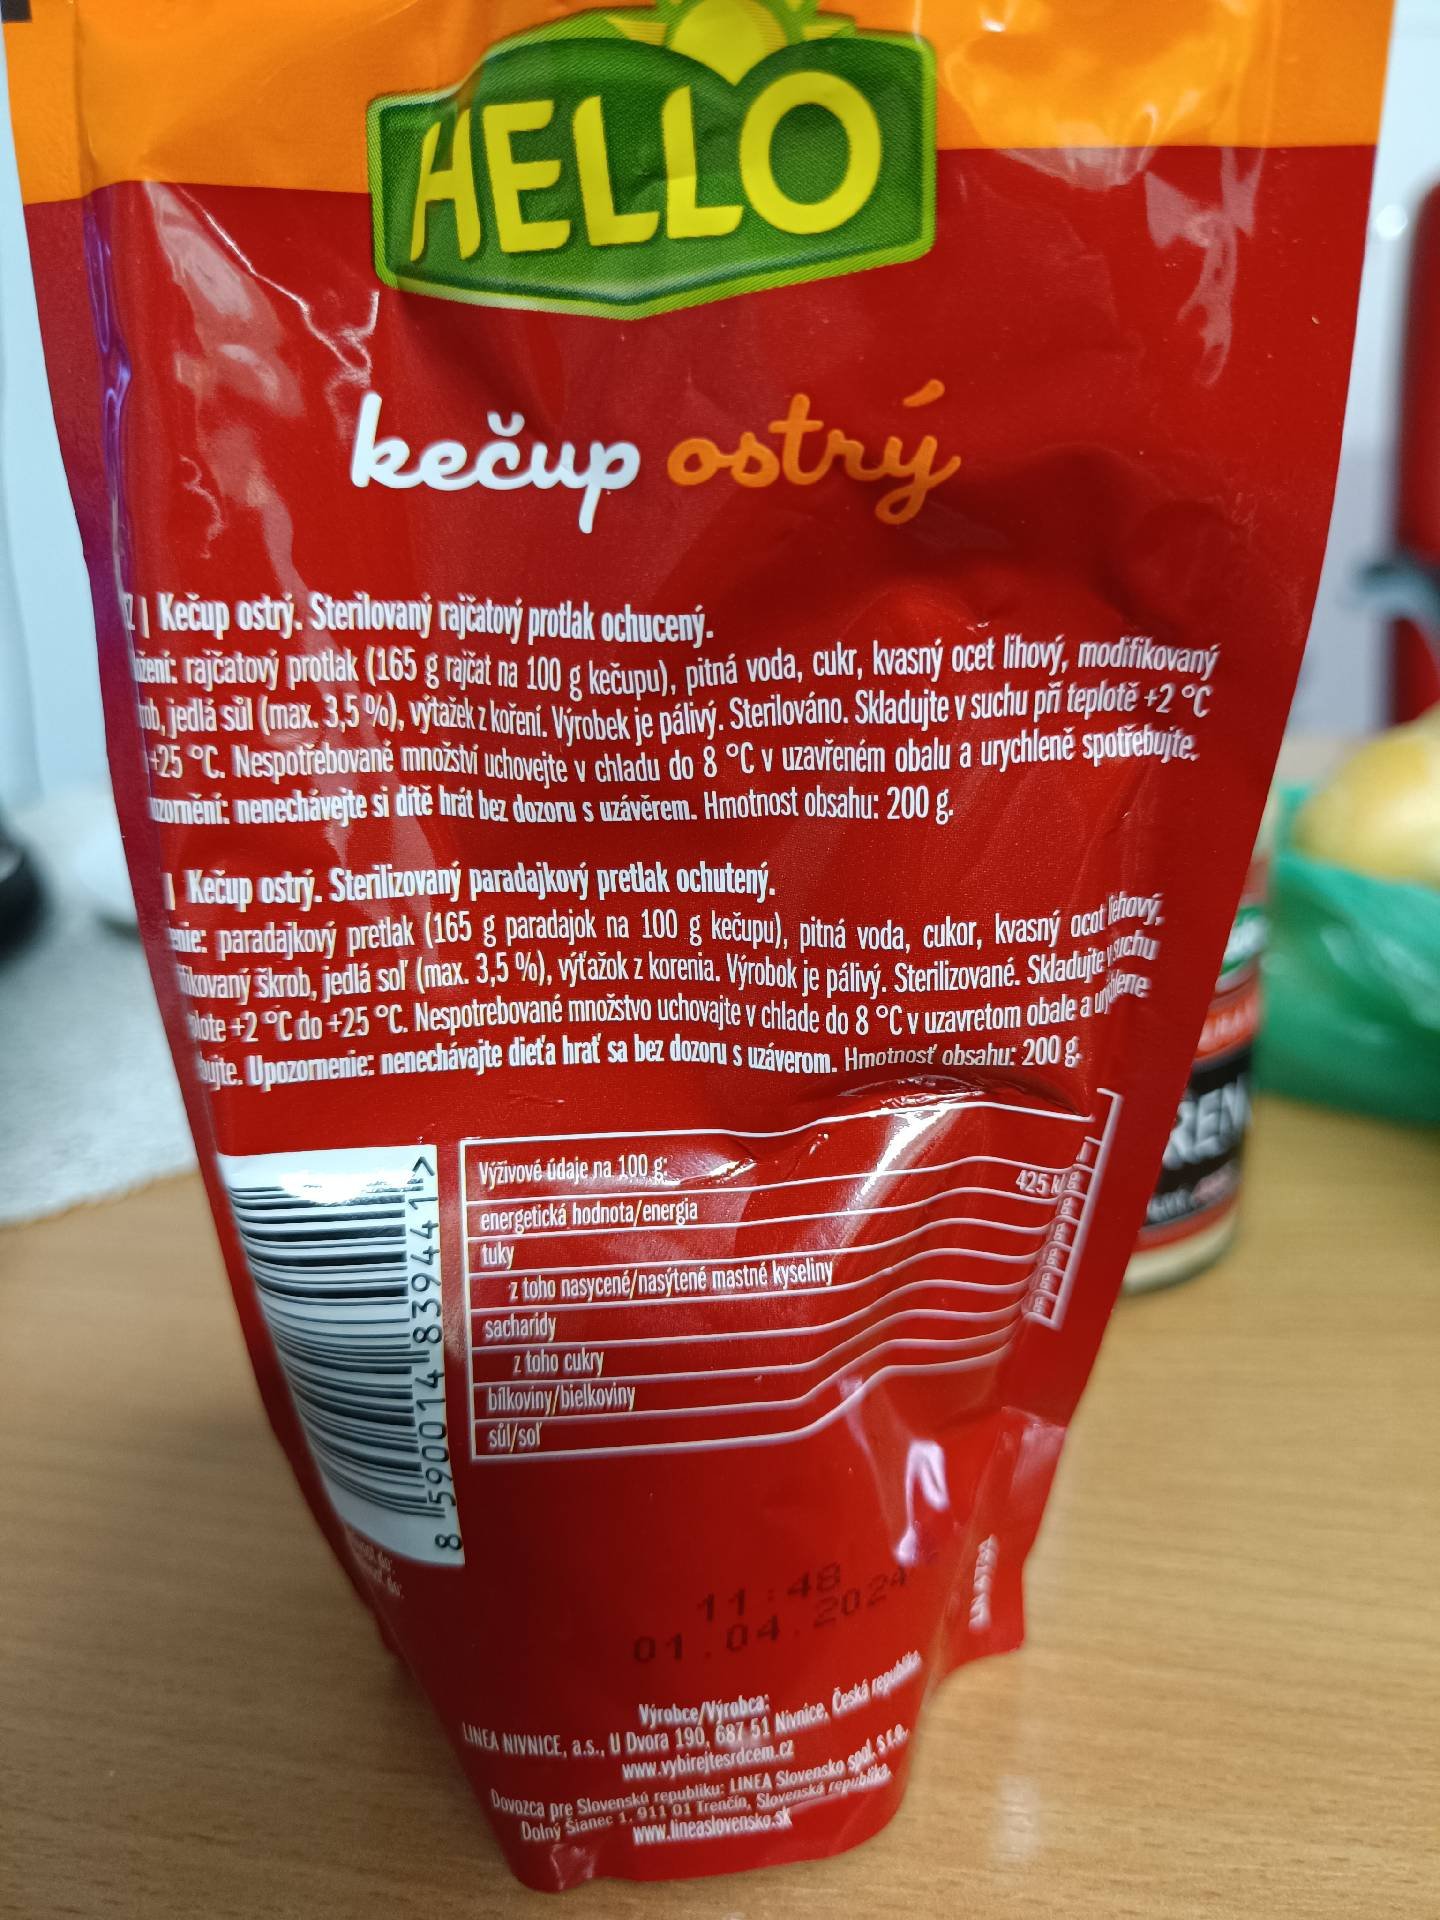 HELLO
kečup ostrý
| Kečup ostrý. Sterilovaný rajčatový protlak ochucený.
rajčatový protlak (165 g rajčat na 100 g kečupu), pitná voda, cukr, kvasný ocet lihový, modifikovaný
jedlá sůl (max. 3,5 %), výtažek z koření. Výrobek je pálivý. Sterilováno. Skladujte v suchu při teplotě +2 °C
+25 °C. Nespotřebované množství uchovejte v chladu do 8 °C v uzavřeném obalu a urychleně spotřebujte.
nenechávejte si dítě hrát bez dozoru s uzávěrem. Hmotnost obsahu: 200 g.
| Kečup ostrý. Sterilizovaný paradajkový pretlak ochutený.
paradajkový pretlak (165 g paradajok na 100 g kečupu), pitná voda, cukor, kvasný ocot liehový,
škrob, jedlá soľ (max. 3,5 %), výťažok z korenia. Výrobok je pálivý. Sterilizované. Skladujte v suchu
+2 °C do +25 °C. Nespotrebované množstvo uchovajte v chlade do 8 °C v uzavretom obale a
Upozornenie: nenechávajte dieťa hrať sa bez dozoru s uzáverom. Hmotnosť obsahu: 200 g.
Výživové údaje na 100 g:
energetická hodnota/energia 425
tuky
z toho nasycené/nasýtené mastné kyseliny
sacharidy
z toho cukry
bílkoviny/bielkoviny
sůl/soľ
8 590014 839441 >
11:48
01.04.2024
Výrobce/Výrobca:
LINEA NIVNICE, a.s., U Dvora 190, 687 51 Nivnice, Česká republika
www.vybirejtesrdcem.cz
Dovozca pre Slovenskú republiku: LINEA Slovensko spol. s r.o.,
Dolný Šianec 1, 911 01 Trenčín, Slovenská republika,
www.lineaslovensko.sk